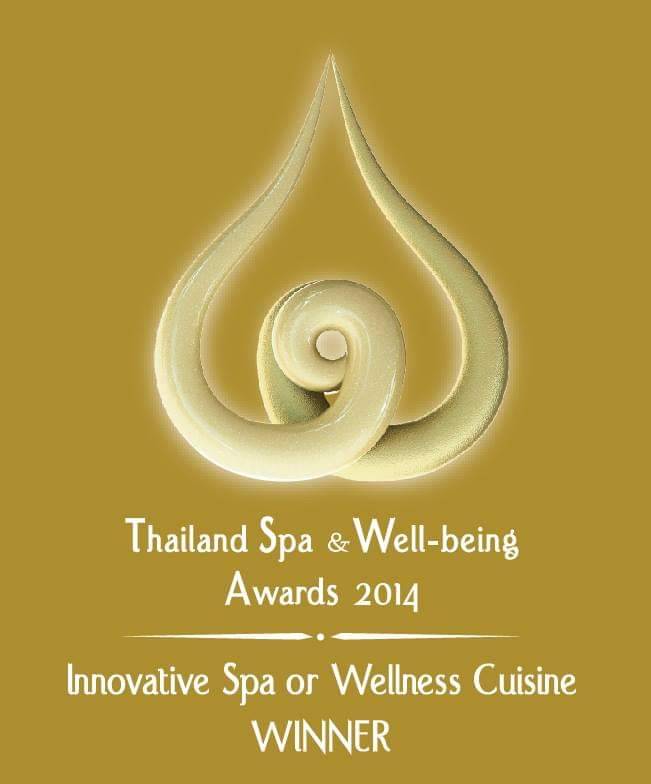 Thailand Spa & Well-being
Awards 2014
Innovative Spa or Wellness Cuisine
WINNER